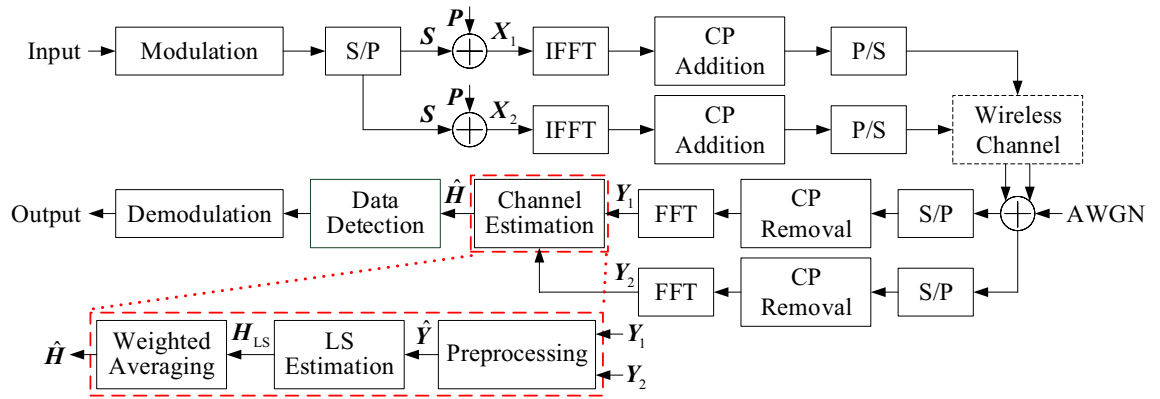 P
P
Input
Modulation
S/P
S
X₁
IFFT
CP
Addition
P/S
S
X₂
IFFT
CP
Addition
P/S
Wireless
Channel
Output
Demodulation
Data
Detection
Ĥ
Channel
Estimation
Y₁
FFT
CP
Removal
S/P
AWGN
Y₂
FFT
CP
Removal
S/P
Ĥ
Weighted
Averaging
H_LS
LS
Estimation
Ŷ
Preprocessing
Y₁
Y₂